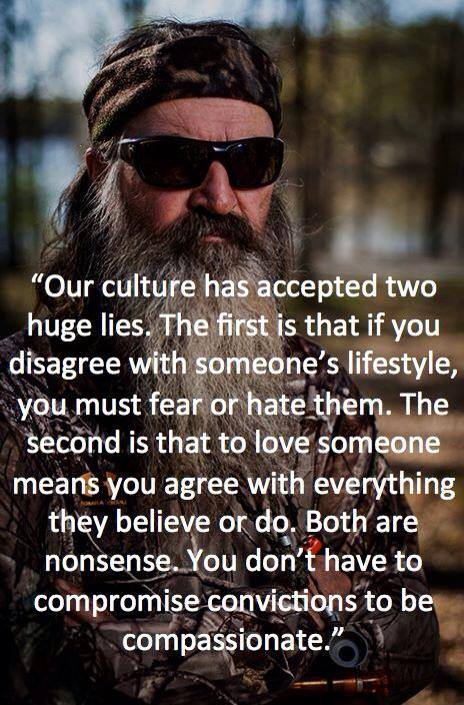 “Our culture has accepted two
huge lies. The first is that if you
disagree with someone’s lifestyle,
you must fear or hate them. The
second is that to love someone
means you agree with everything
they believe or do. Both are
nonsense. You don’t have to
compromise convictions to be
compassionate.”